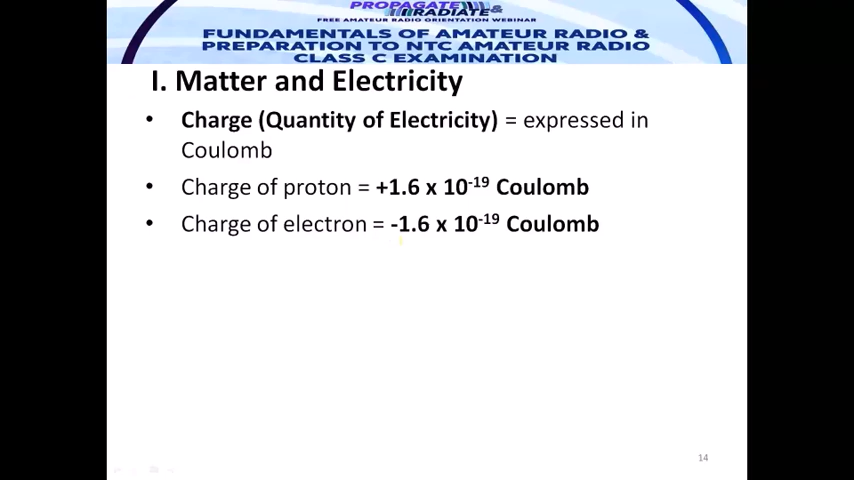 PROPAGATE &
RADIATE
FREE AMATEUR RADIO ORIENTATION WEBINAR
FUNDAMENTALS OF AMATEUR RADIO &
PREPARATION TO NTC AMATEUR RADIO
CLASS C EXAMINATION
I. Matter and Electricity
• Charge (Quantity of Electricity) = expressed in
Coulomb
• Charge of proton = +1.6 x 10⁻¹⁹ Coulomb
• Charge of electron = -1.6 x 10⁻¹⁹ Coulomb
14